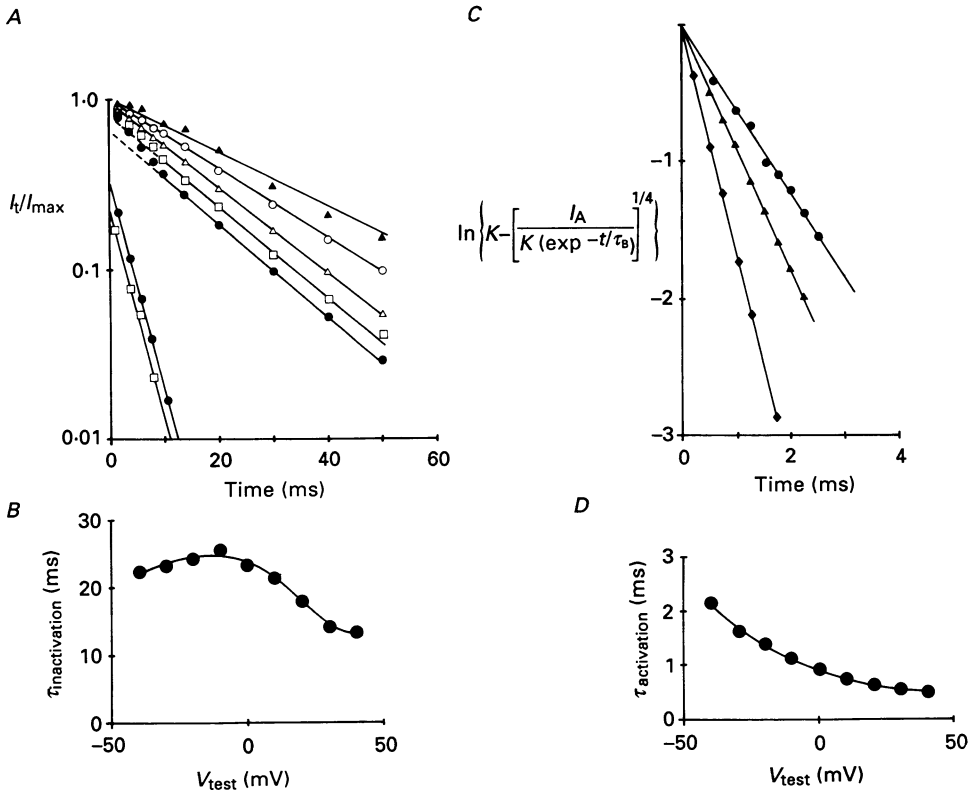 A
1.0
It/Imax
0.1
0·01
0 20 40 60
Time (ms)
C
ln{K−[IA/K (exp −t/τB)]1/4}
−1
−2
−3
0 2 4
Time (ms)
B
30
20
10
0
τinactivation (ms)
−50 0 50
Vtest (mV)
D
3
2
1
0
τactivation (ms)
−50 0 50
Vtest (mV)